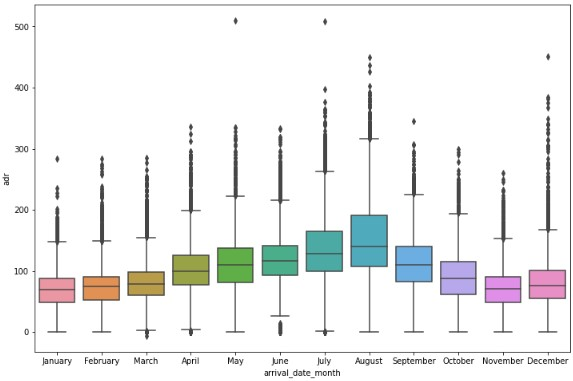 500
400
300
200
100
0
adr
January February March April May June July August September October November December
arrival_date_month